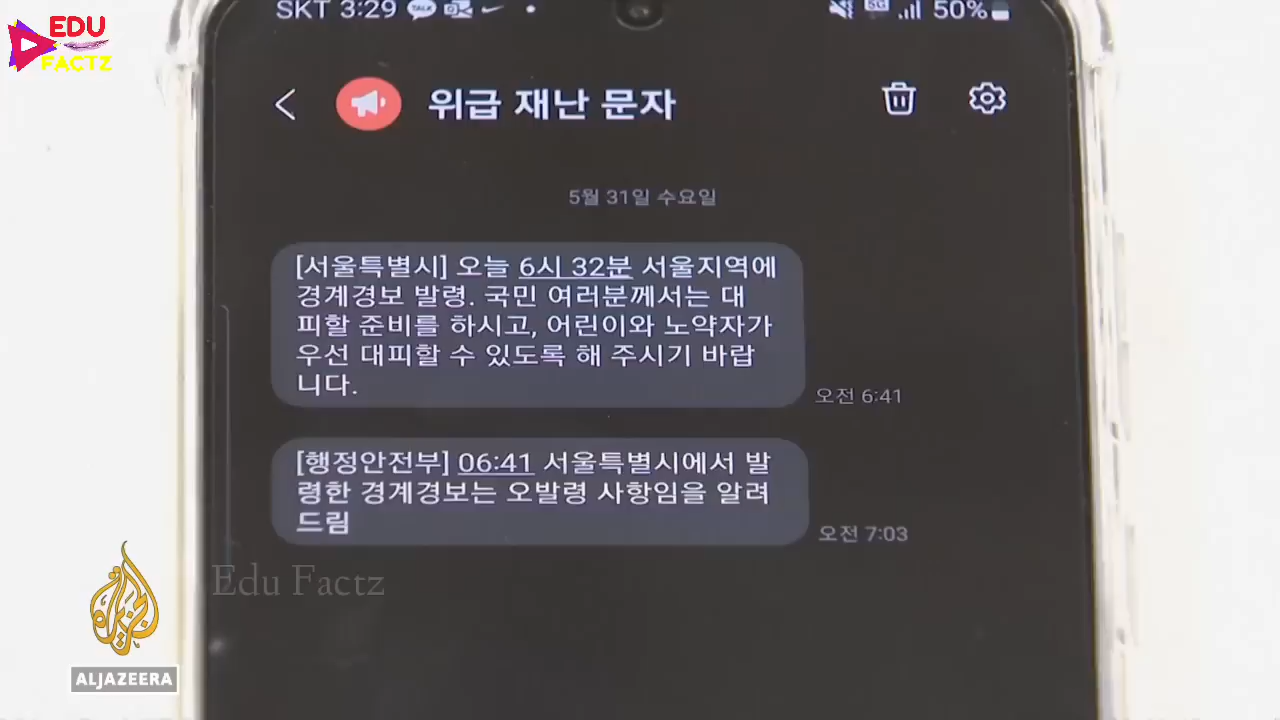 EDU
FACTZ
SKT 3:29 TALK
5G 50%
위급 재난 문자
5월 31일 수요일
[서울특별시] 오늘 6시 32분 서울지역에
경계경보 발령. 국민 여러분께서는 대
피할 준비를 하시고, 어린이와 노약자가
우선 대피할 수 있도록 해 주시기 바랍
니다.
오전 6:41
[행정안전부] 06:41 서울특별시에서 발
령한 경계경보는 오발령 사항임을 알려
드림
오전 7:03
Edu Factz
ALJAZEERA